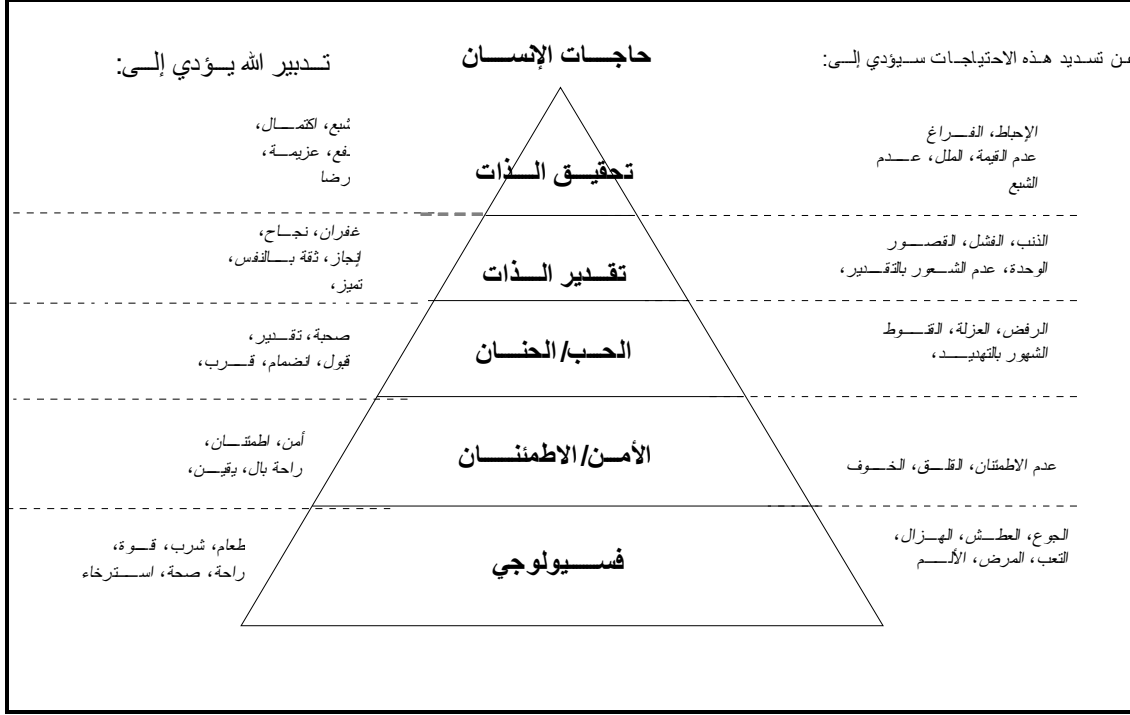 حاجات الإنسان
من تسديد هذه الاحتياجات سيؤدي إلى:
تدبير الله يؤدي إلى:
الإحباط، الفراغ
عدم القيمة، الملل، عدم
الشبع
تحقيق الذات
شبع، اكتمال،
نفع، عزيمة،
رضا
الذنب، الفشل، القصور
الوحدة، عدم الشعور بالتقدير،
تقدير الذات
غفران، نجاح،
إنجاز، ثقة بالنفس،
تميز،
الرفض، العزلة، القنوط
الشهور بالتهديد،
الحب/الحنان
صحبة، تقدير،
قبول، انضمام، قرب،
عدم الاطمئنان، القلق، الخوف
الأمن/الاطمئنان
أمن، اطمئنان،
راحة بال، يقين،
الجوع، العطش، الهزال،
التعب، المرض، الألم
فسيولوجي
طعام، شرب، قوة،
راحة، صحة، استرخاء